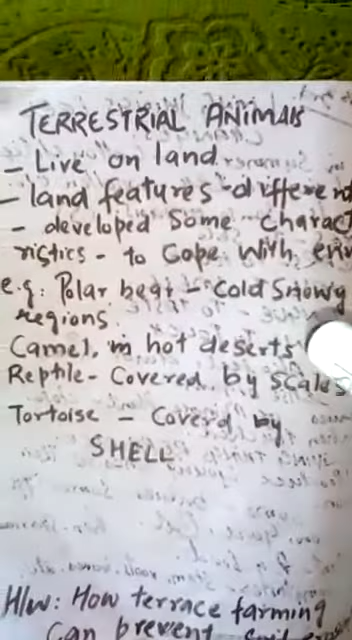 TERRESTRIAL ANIMALS
- Live on land
- land features differen
- developed Some Charact
ristics - to Cope with env
e.g: Polar bear - Cold Snowy
regions
Camel, in hot deserts
Reptile - Covered by Scales
Tortoise - Coverd by
SHELL
H/w: How terrace farming
can prevent